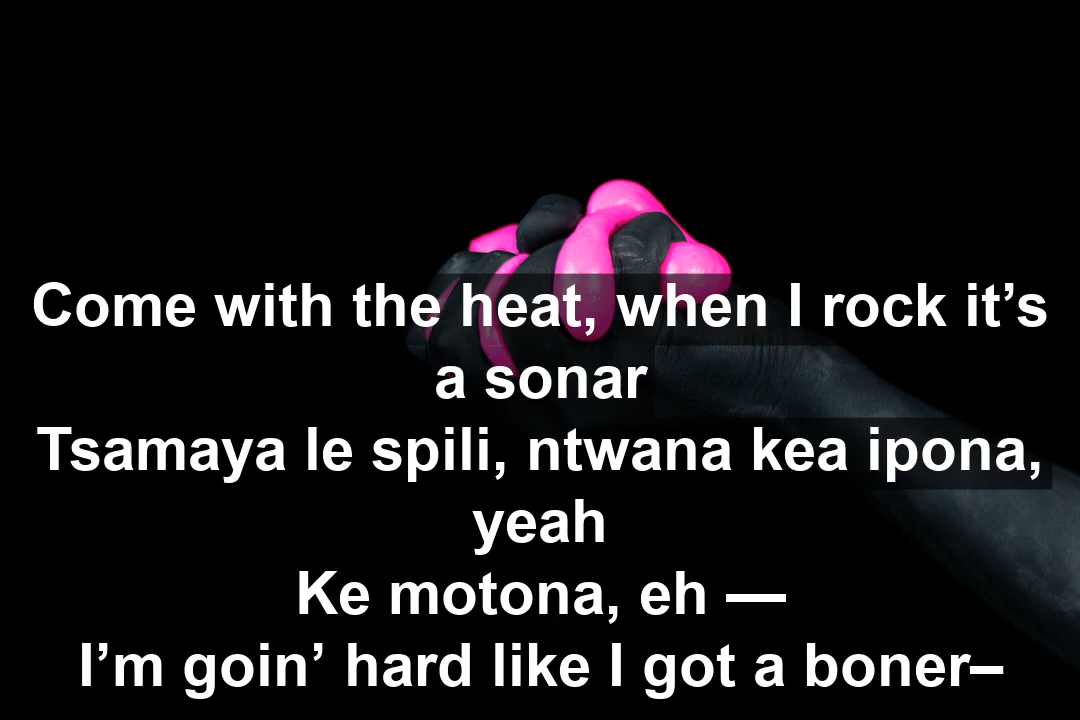 Come with the heat, when I rock it’s
a sonar
Tsamaya le spili, ntwana kea ipona,
yeah
Ke motona, eh —
I’m goin’ hard like I got a boner–